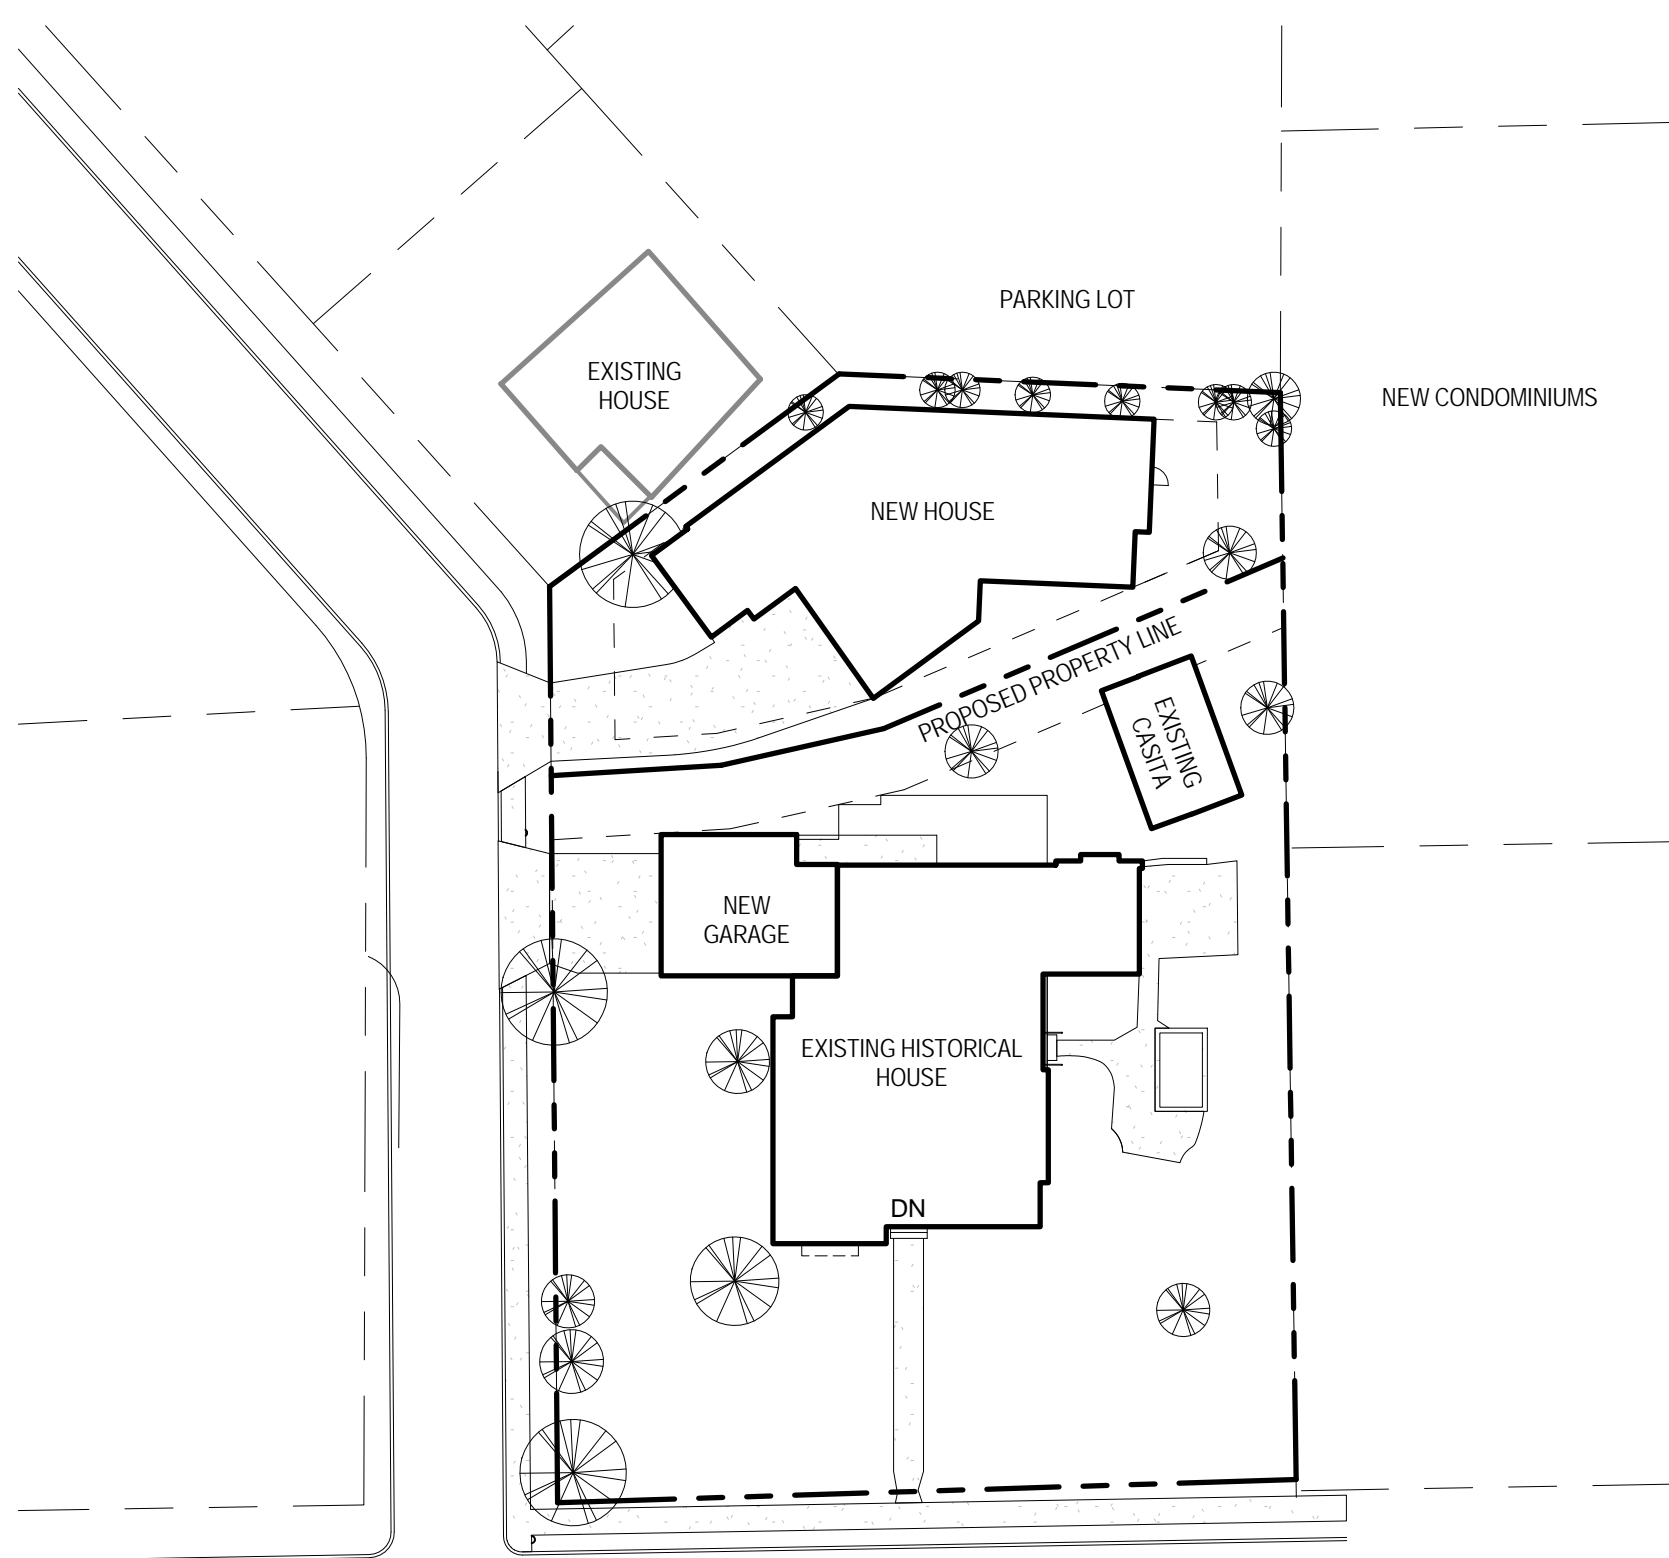 PARKING LOT
EXISTING
HOUSE
NEW CONDOMINIUMS
NEW HOUSE
PROPOSED PROPERTY LINE
EXISTING
CASITA
NEW
GARAGE
EXISTING HISTORICAL
HOUSE
DN